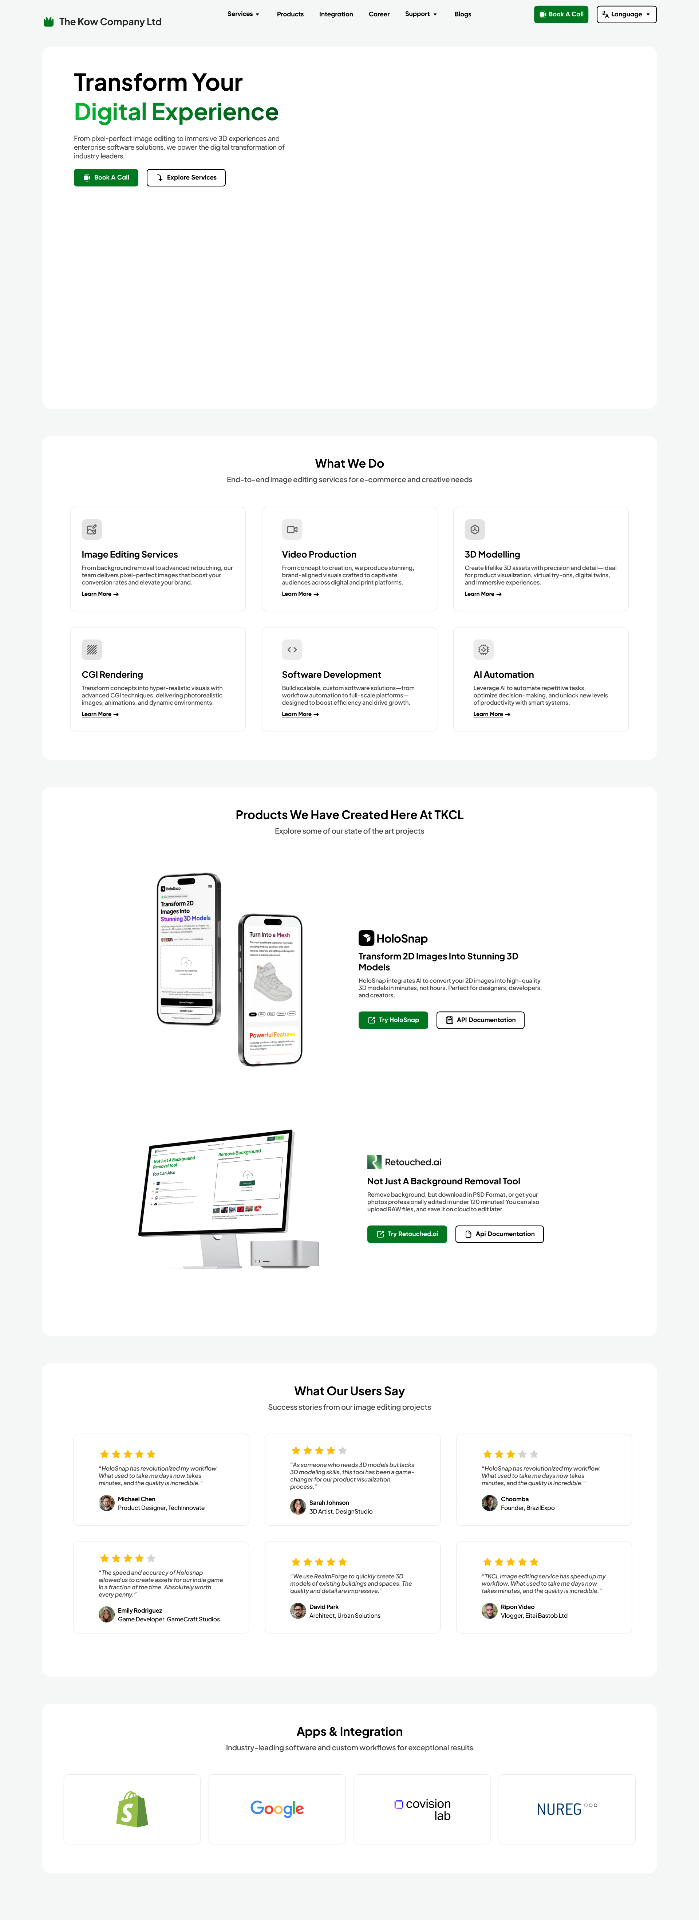 The Kow Company Ltd
Services
Products
Integration
Career
Support
Blogs
Book A Call
Language
Transform Your
Digital Experience
From pixel-perfect image editing to immersive 3D experiences and
enterprise software solutions, we power the digital transformation of
industry leaders.
Book A Call
Explore Services
What We Do
End-to-end image editing services for e-commerce and creative needs
Image Editing Services
From background removal to advanced retouching, our
team delivers pixel-perfect images that boost your
conversion rates and elevate your brand.
Learn More →
Video Production
From concept to creation, we produce stunning,
brand-aligned visuals crafted to captivate
audiences across digital and print platforms.
Learn More →
3D Modelling
Create lifelike 3D assets with precision and detail—ideal
for product visualization, virtual try-ons, digital twins,
and immersive experiences.
Learn More →
CGI Rendering
Transform concepts into hyper-realistic visuals with
advanced CGI techniques, delivering photorealistic
images, animations, and dynamic environments.
Learn More →
Software Development
Build scalable, custom software solutions—from
workflow automation to full-scale platforms—
designed to boost efficiency and drive growth.
Learn More →
AI Automation
Leverage AI to automate repetitive tasks,
optimize decision-making, and unlock new levels
of productivity with smart systems.
Learn More →
Products We Have Created Here At TKCL
Explore some of our state of the art projects
HoloSnap
Transform 2D
Images Into
Stunning 3D Models
Turn Into a Mesh
Powerful Features
HoloSnap
Transform 2D Images Into Stunning 3D
Models
HoloSnap integrates AI to convert your 2D images into high-quality
3D models in minutes, not hours. Perfect for designers, developers,
and creators.
Try HoloSnap
API Documentation
Not Just A Background
Removal Tool
You Can Also
Remove Background
Retouched.ai
Not Just A Background Removal Tool
Remove background, but download in PSD Format, or get your
photos professionally edited in under 120 minutes! You can also
upload RAW files, and save it on cloud to edit later.
Try Retouched.ai
Api Documentation
What Our Users Say
Success stories from our image editing projects
"HoloSnap has revolutionized my workflow.
What used to take me days now takes
minutes, and the quality is incredible."
Michael Chen
Product Designer, TechInnovate
"As someone who needs 3D models but lacks
3D modeling skills, this tool has been a game-
changer for our product visualization
process."
Sarah Johnson
3D Artist, DesignStudio
"HoloSnap has revolutionized my workflow.
What used to take me days now takes
minutes, and the quality is incredible."
Choomba
Founder, BrazilExpo
"The speed and accuracy of Holosnap
allowed us to create assets for our indie game
in a fraction of the time. Absolutely worth
every penny."
Emily Rodriguez
Game Developer, GameCraft Studios
"We use RealmForge to quickly create 3D
models of existing buildings and spaces. The
quality and detail are impressive."
David Park
Architect, Urban Solutions
"TKCL image editing service has speed up my
workflow. What used to take me days now
takes minutes, and the quality is incredible."
Ripon Video
Vlogger, Eitai Bastob Ltd
Apps & Integration
Industry-leading software and custom workflows for exceptional results
Google
covision
lab
NUREG